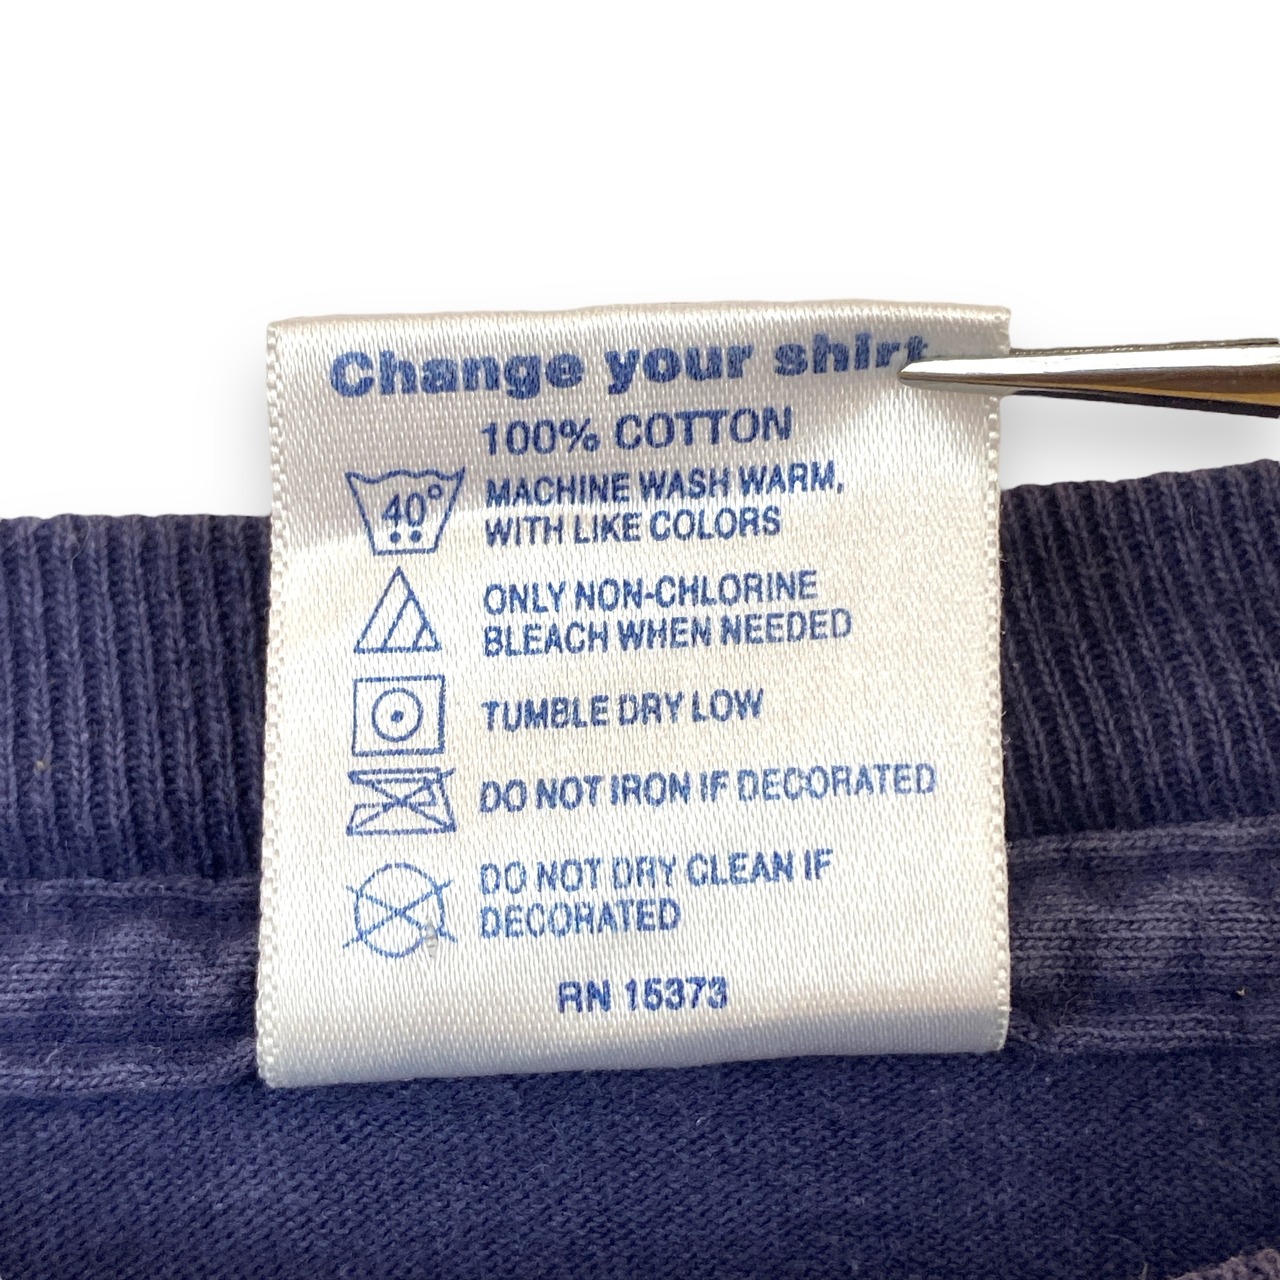 Change your shirt
100% COTTON
40°
MACHINE WASH WARM,
WITH LIKE COLORS
ONLY NON-CHLORINE
BLEACH WHEN NEEDED
TUMBLE DRY LOW
DO NOT IRON IF DECORATED
DO NOT DRY CLEAN IF
DECORATED
RN 15373